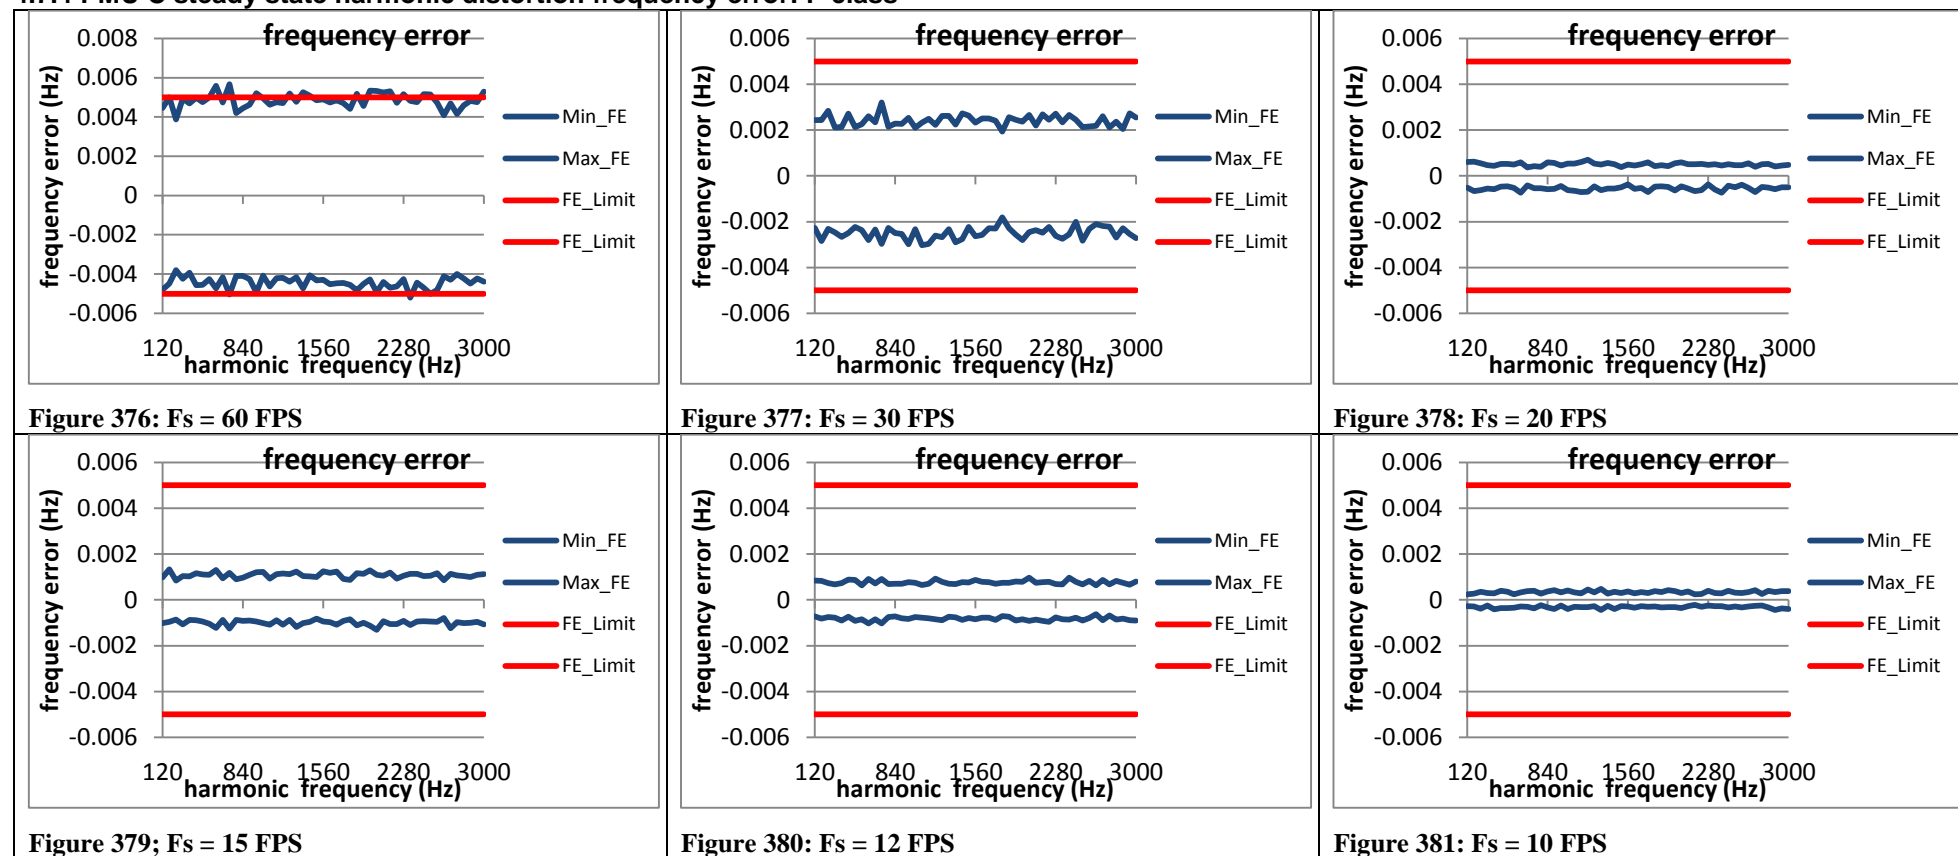 frequency error
0.008
0.006
0.004
0.002
0
-0.002
-0.004
-0.006
frequency error (Hz)
120 840 1560 2280 3000
harmonic frequency (Hz)
Min_FE
Max_FE
FE_Limit
FE_Limit
Figure 376: Fs = 60 FPS
frequency error
0.006
0.004
0.002
0
-0.002
-0.004
-0.006
frequency error (Hz)
120 840 1560 2280 3000
harmonic frequency (Hz)
Min_FE
Max_FE
FE_Limit
FE_Limit
Figure 377: Fs = 30 FPS
frequency error
0.006
0.004
0.002
0
-0.002
-0.004
-0.006
frequency error (Hz)
120 840 1560 2280 3000
harmonic frequency (Hz)
Min_FE
Max_FE
FE_Limit
FE_Limit
Figure 378: Fs = 20 FPS
frequency error
0.006
0.004
0.002
0
-0.002
-0.004
-0.006
frequency error (Hz)
120 840 1560 2280 3000
harmonic frequency (Hz)
Min_FE
Max_FE
FE_Limit
FE_Limit
Figure 379; Fs = 15 FPS
frequency error
0.006
0.004
0.002
0
-0.002
-0.004
-0.006
frequency error (Hz)
120 840 1560 2280 3000
harmonic frequency (Hz)
Min_FE
Max_FE
FE_Limit
FE_Limit
Figure 380: Fs = 12 FPS
frequency error
0.006
0.004
0.002
0
-0.002
-0.004
-0.006
frequency error (Hz)
120 840 1560 2280 3000
harmonic frequency (Hz)
Min_FE
Max_FE
FE_Limit
FE_Limit
Figure 381: Fs = 10 FPS